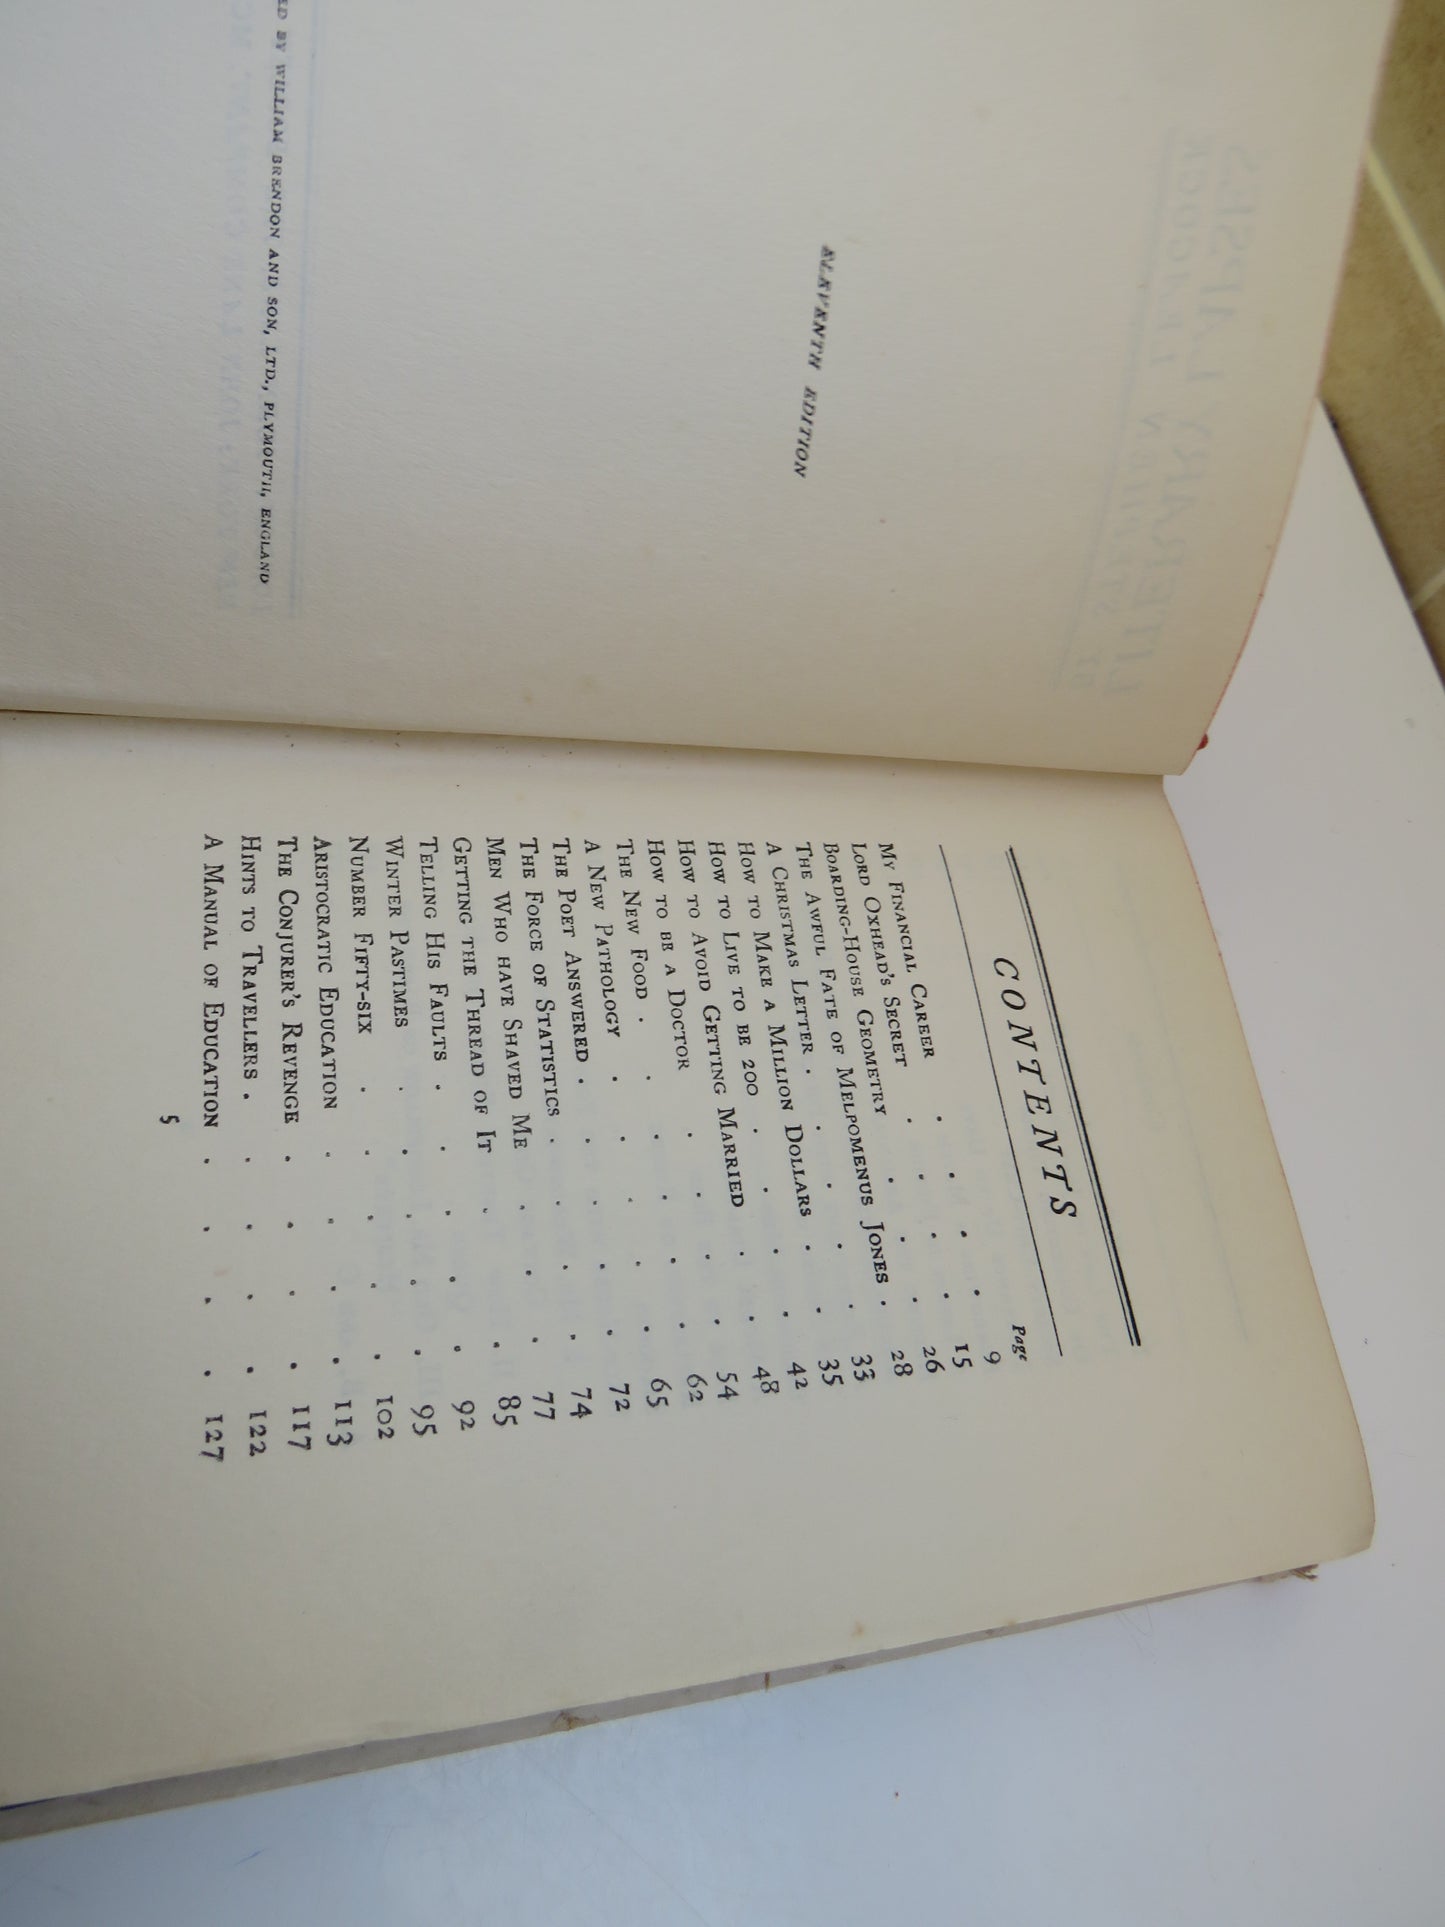 ELEVENTH EDITION
ED BY WILLIAM BRENDON AND SON, LTD., PLYMOUTH, ENGLAND
CONTENTS
Page
MY FINANCIAL CAREER . . . . 9
LORD OXHEAD'S SECRET . . . . 15
BOARDING-HOUSE GEOMETRY . . . 26
THE AWFUL FATE OF MELPOMENUS JONES . 28
A CHRISTMAS LETTER . . . . . 33
HOW TO MAKE A MILLION DOLLARS . . 35
HOW TO LIVE TO BE 200 . . . . 42
HOW TO AVOID GETTING MARRIED . . 48
HOW TO BE A DOCTOR . . . . 54
THE NEW FOOD . . . . . . 62
A NEW PATHOLOGY . . . . . 65
THE POET ANSWERED . . . . . 72
THE FORCE OF STATISTICS . . . . 74
MEN WHO HAVE SHAVED ME . . . 77
GETTING THE THREAD OF IT . . . 85
TELLING HIS FAULTS . . . . . 92
WINTER PASTIMES . . . . . 95
NUMBER FIFTY-SIX . . . . . 102
ARISTOCRATIC EDUCATION . . . . 113
THE CONJURER'S REVENGE . . . . 117
HINTS TO TRAVELLERS . . . . . 122
A MANUAL OF EDUCATION . . . . 127
5